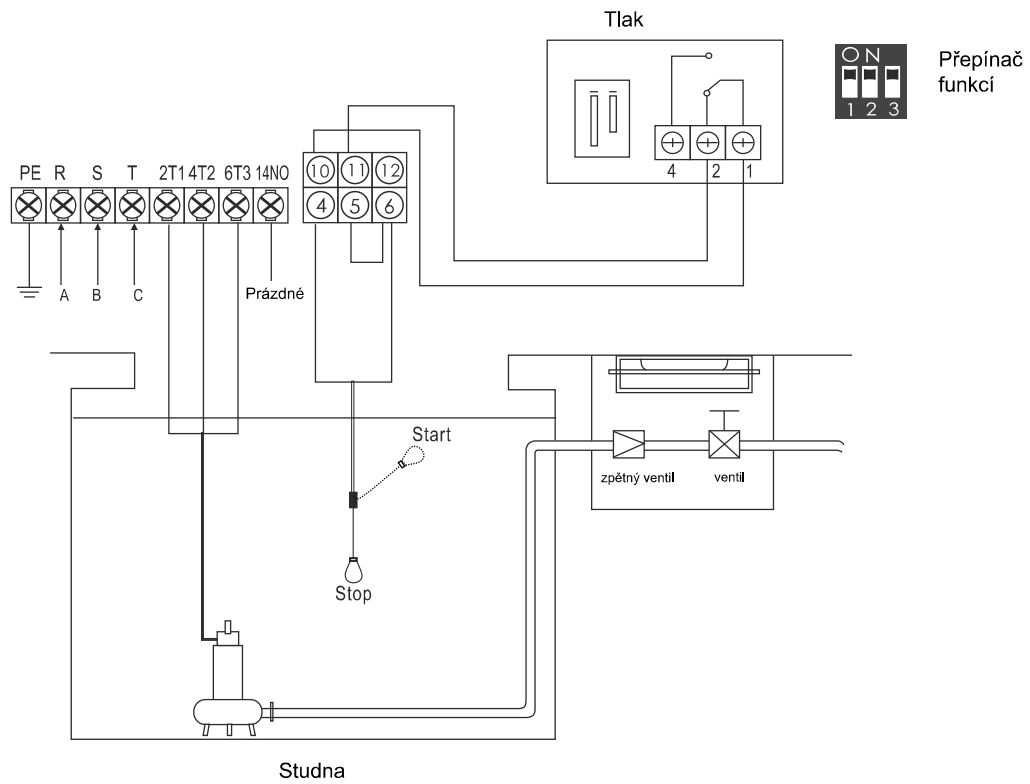 Tlak
ON
1 2 3
Přepínač
funkcí
4 2 1
10 11 12
4 5 6
PE R S T 2T1 4T2 6T3 14NO
A B C
Prázdné
Start
Stop
zpětný ventil
ventil
Studna